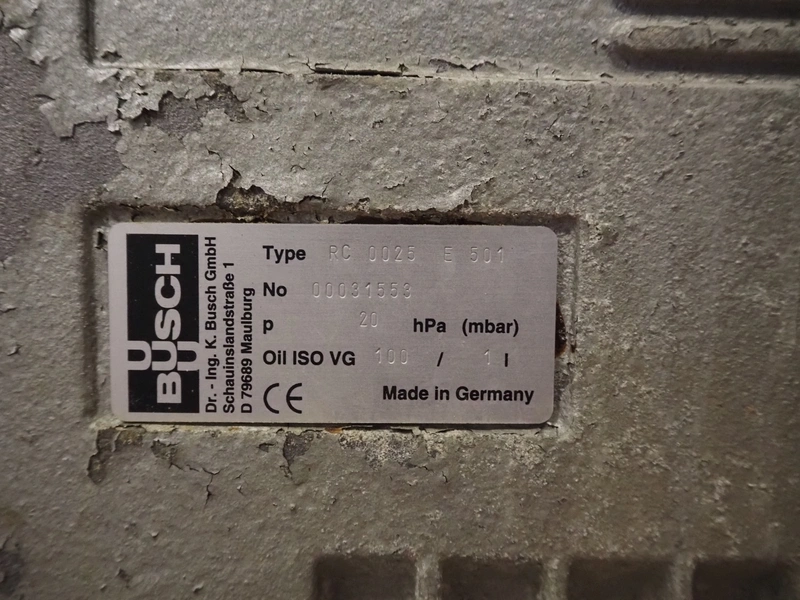 BUSCH
Dr. - Ing. K. Busch GmbH
Schauinslandstraße 1
D 79689 Maulburg
Type RC 0025 E 501
No 00031553
p 20 hPa (mbar)
Oil ISO VG 100 / 1 l
CE Made in Germany